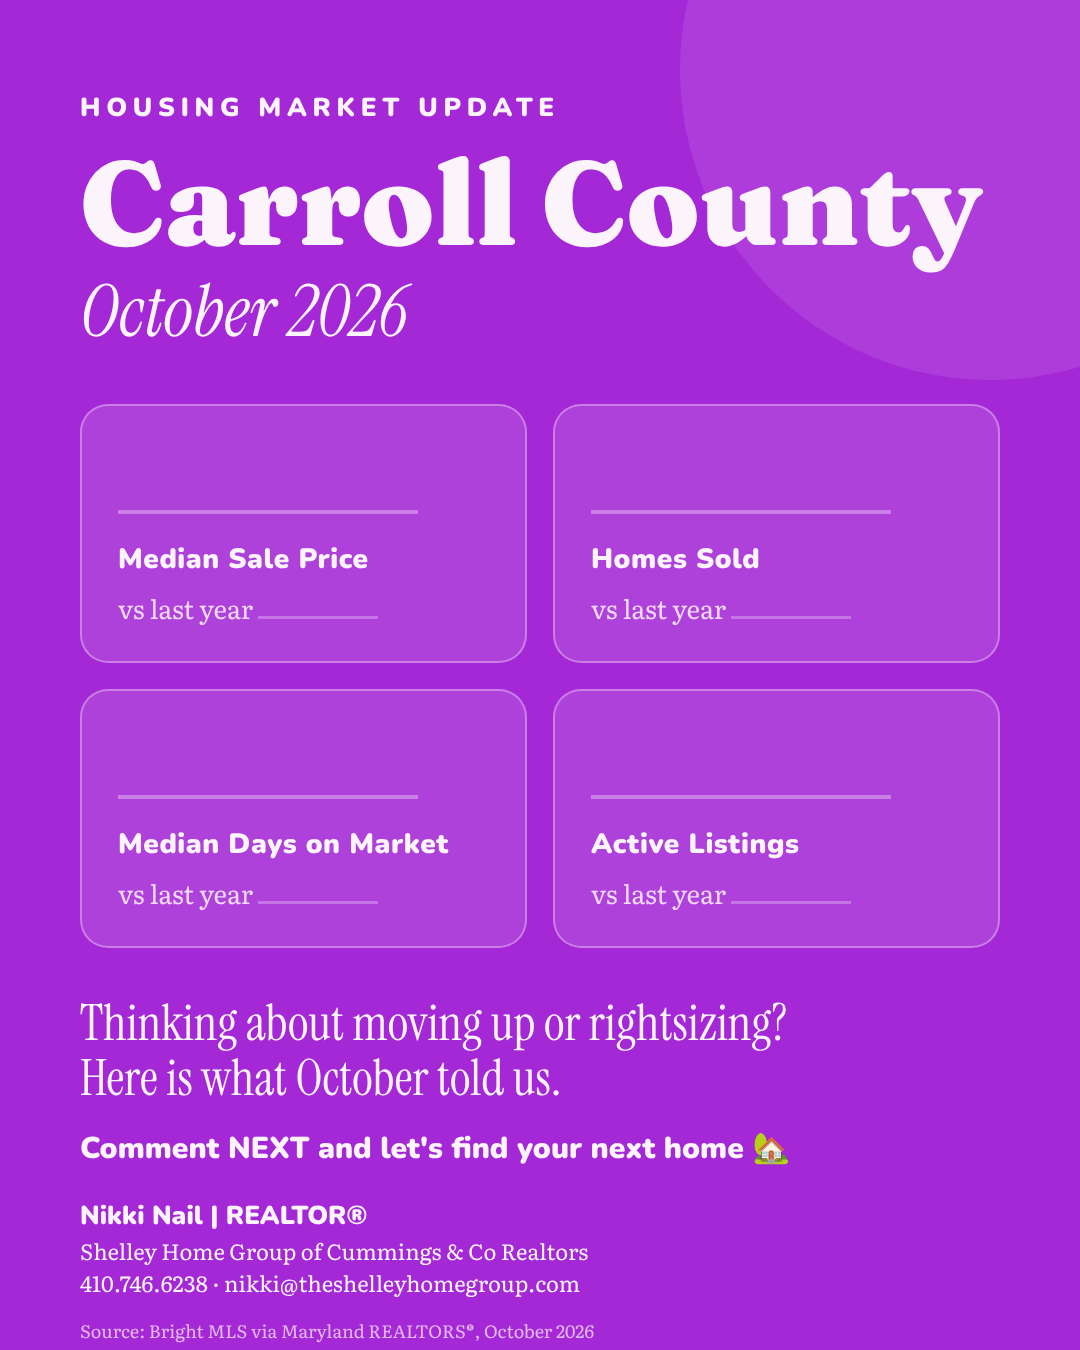 HOUSING MARKET UPDATE
Carroll County
October 2026
Median Sale Price
vs last year
Homes Sold
vs last year
Median Days on Market
vs last year
Active Listings
vs last year
Thinking about moving up or rightsizing?
Here is what October told us.
Comment NEXT and let's find your next home 🏡
Nikki Nail | REALTOR®
Shelley Home Group of Cummings & Co Realtors
410.746.6238 · nikki@theshelleyhomegroup.com
Source: Bright MLS via Maryland REALTORS®, October 2026